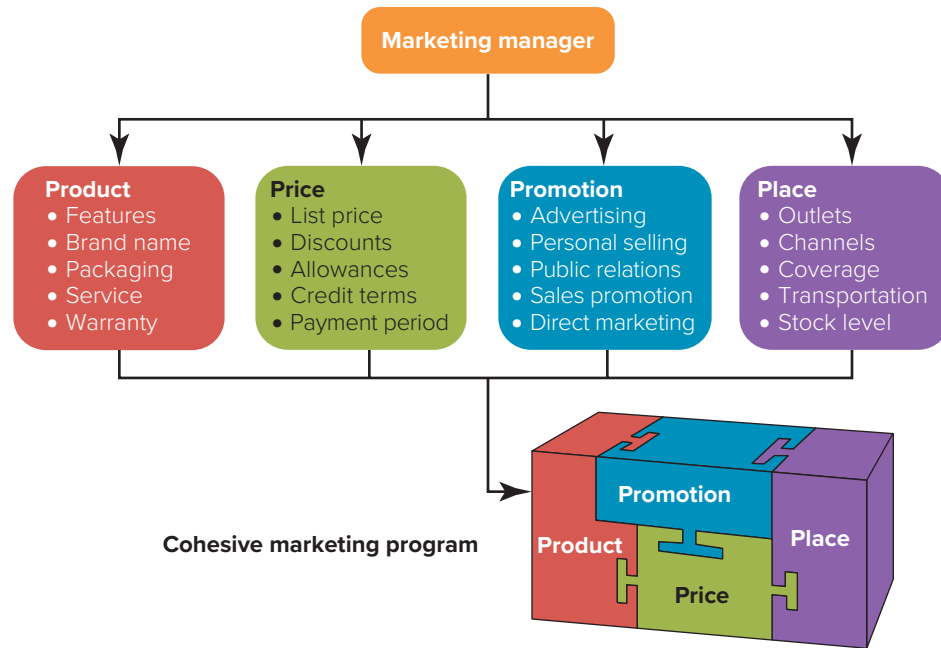 Marketing manager
Product
• Features
• Brand name
• Packaging
• Service
• Warranty
Price
• List price
• Discounts
• Allowances
• Credit terms
• Payment period
Promotion
• Advertising
• Personal selling
• Public relations
• Sales promotion
• Direct marketing
Place
• Outlets
• Channels
• Coverage
• Transportation
• Stock level
Cohesive marketing program
Promotion
Product
Place
Price